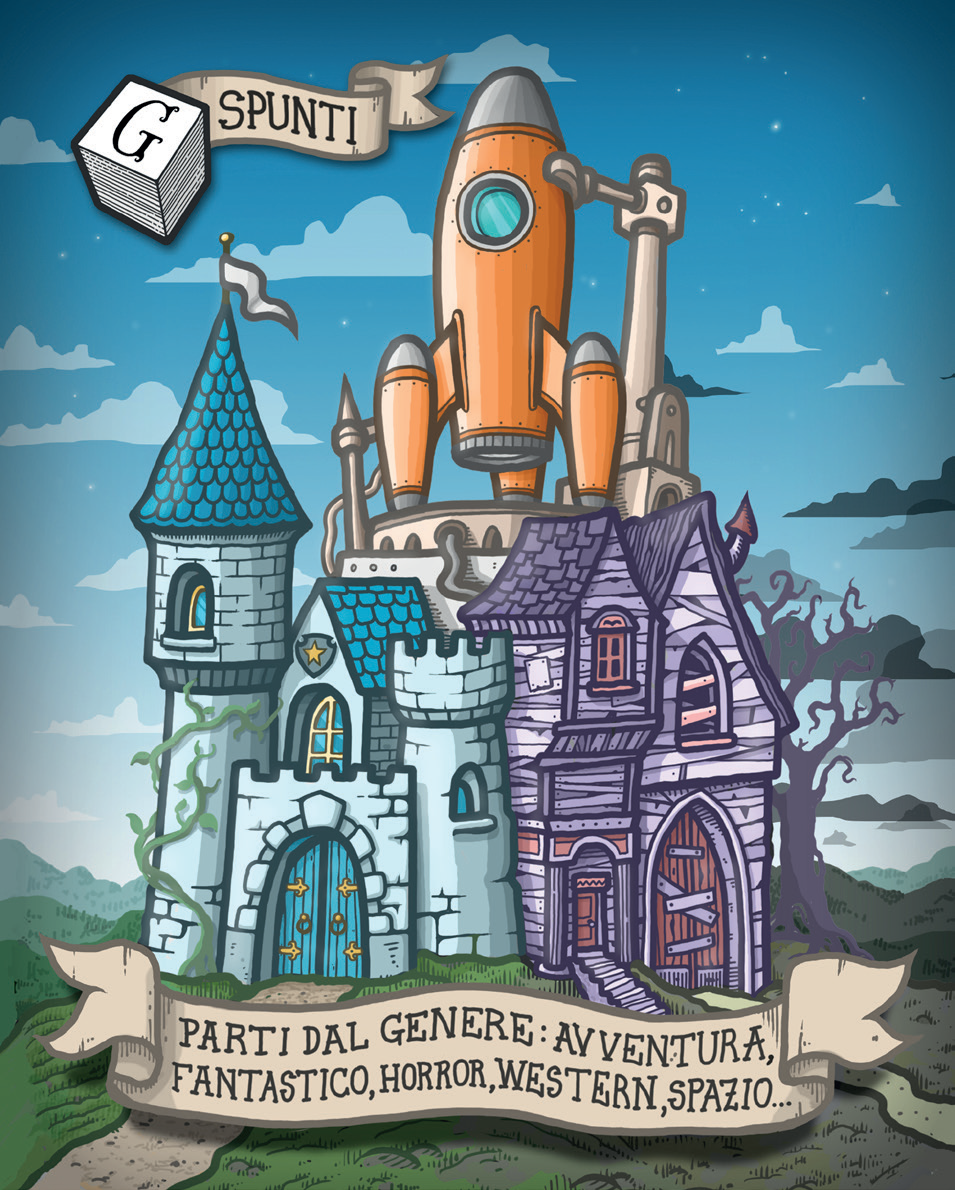 G
SPUNTI
PARTI DAL GENERE: AVVENTURA,
FANTASTICO, HORROR, WESTERN, SPAZIO...